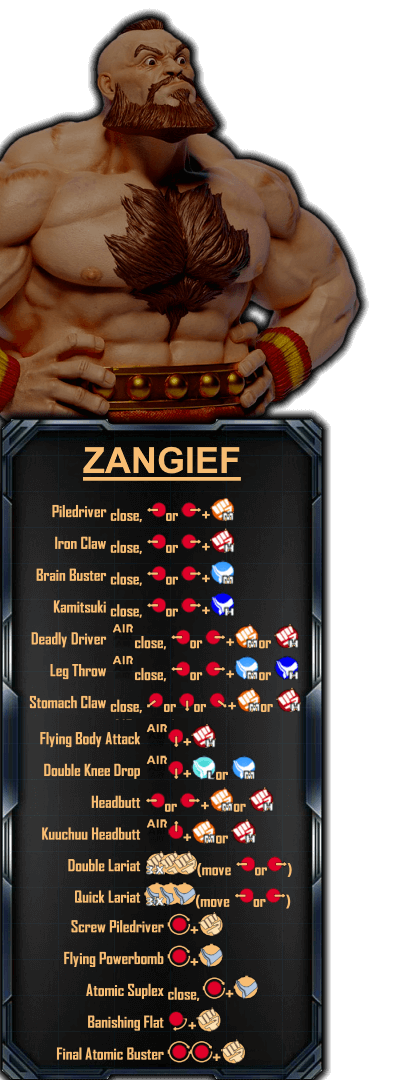 ZANGIEF
Piledriver close, or +
Iron Claw close, or +
Brain Buster close, or +
Kamitsuki close, or +
Deadly Driver AIR close, or + or
Leg Throw AIR close, or + or
Stomach Claw close, or or + or
Flying Body Attack AIR +
Double Knee Drop AIR + or
Headbutt or + or
Kuuchuu Headbutt AIR + or
Double Lariat (move or )
Quick Lariat (move or )
Screw Piledriver +
Flying Powerbomb +
Atomic Suplex close, +
Banishing Flat +
Final Atomic Buster +